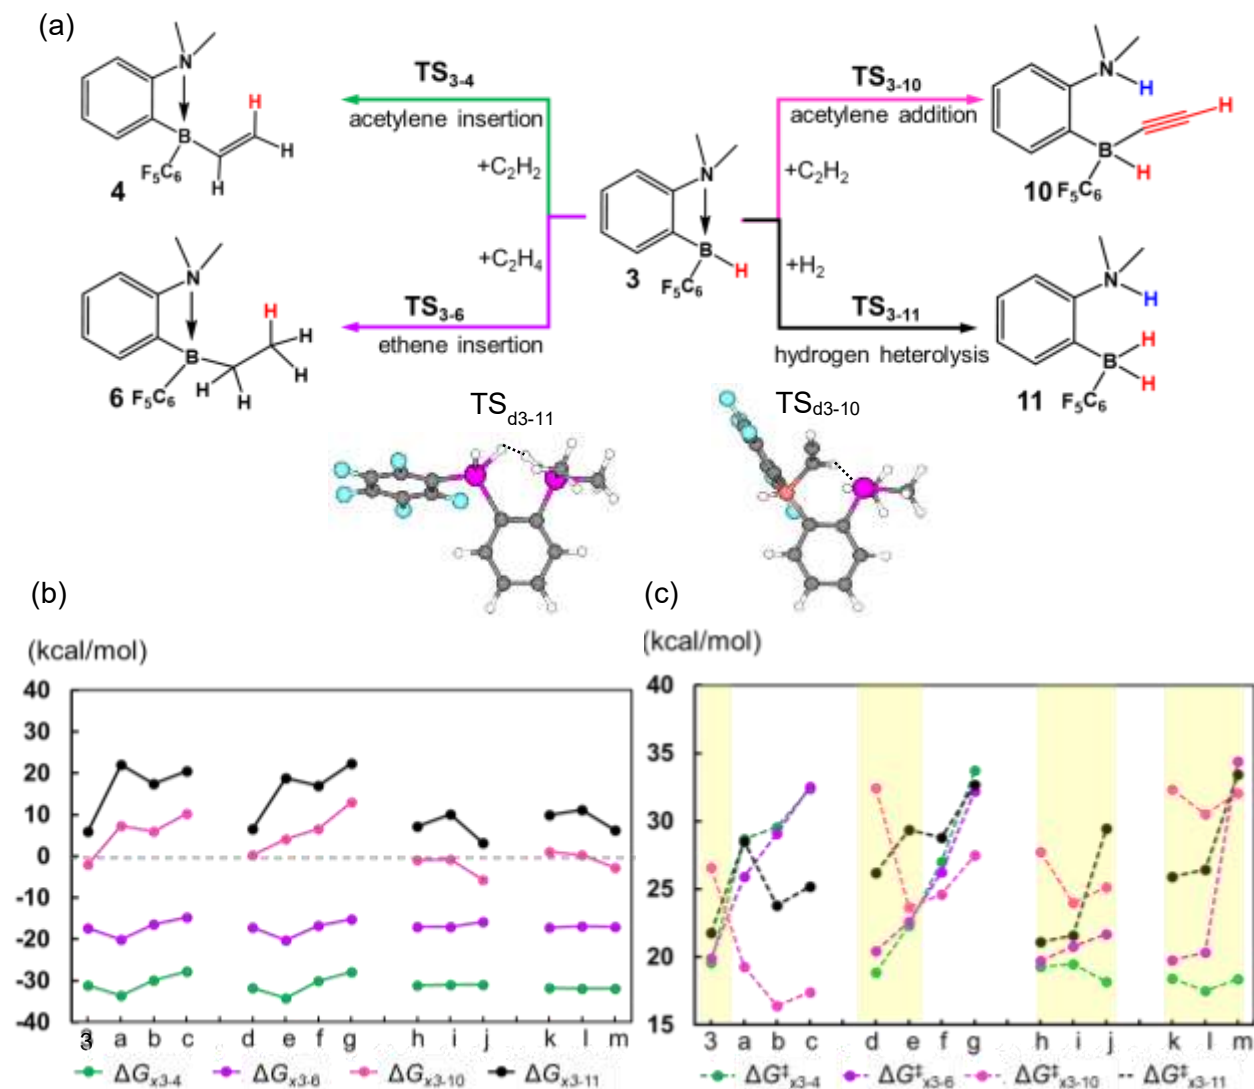 (a)
TS3-4
acetylene insertion
+C2H2
4
N
B
F5C6
H
H
H
TS3-6
ethene insertion
+C2H4
6
N
B
F5C6
H
H
H
H
H
3
N
B
F5C6
H
TS3-10
acetylene addition
+C2H2
10
N
H
B
H
H
F5C6
TS3-11
hydrogen heterolysis
+H2
11
N
H
B
H
H
F5C6
TSd3-11
TSd3-10
(b)
(kcal/mol)
40
30
20
10
0
-10
-20
-30
-40
3 a b c d e f g h i j k l m
ΔGx3-4 ΔGx3-6 ΔGx3-10 ΔGx3-11
(c)
(kcal/mol)
40
35
30
25
20
15
3 a b c d e f g h i j k l m
ΔG‡x3-4 ΔG‡x3-6 ΔG‡x3-10 ΔG‡x3-11